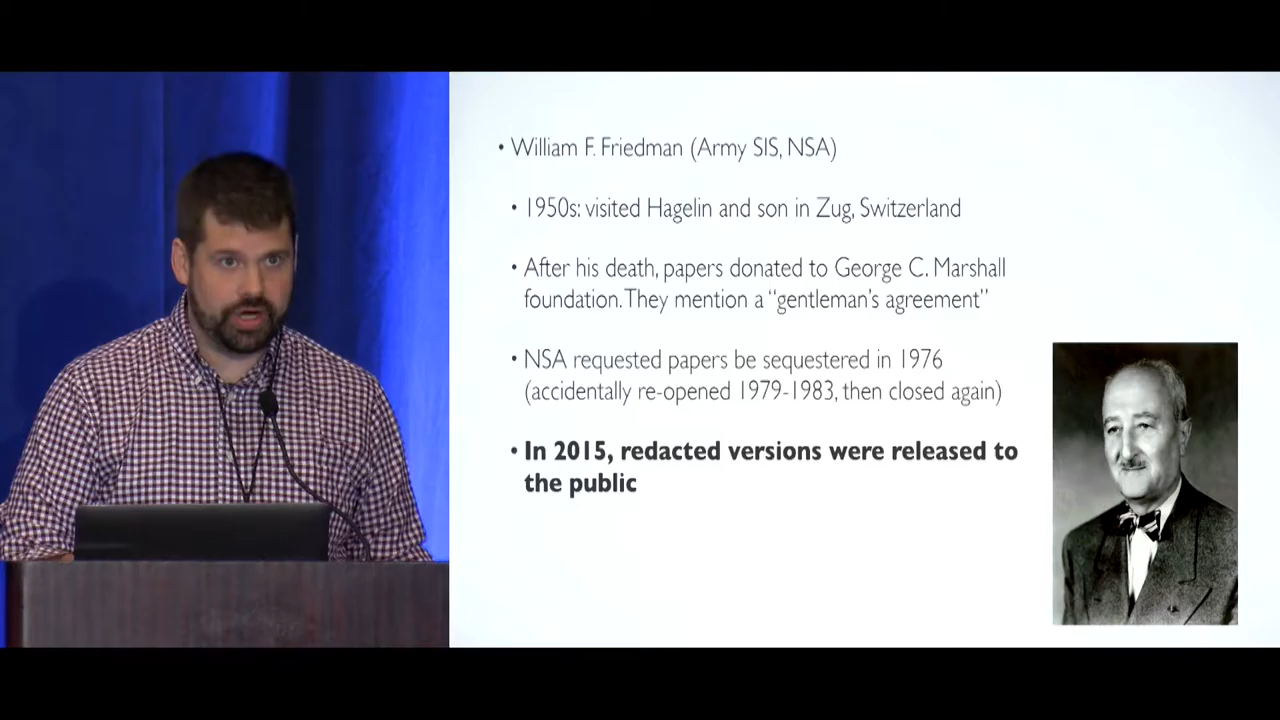 • William F. Friedman (Army SIS, NSA)
• 1950s: visited Hagelin and son in Zug, Switzerland
• After his death, papers donated to George C. Marshall
foundation. They mention a “gentleman’s agreement”
• NSA requested papers be sequestered in 1976
(accidentally re-opened 1979-1983, then closed again)
• In 2015, redacted versions were released to
the public